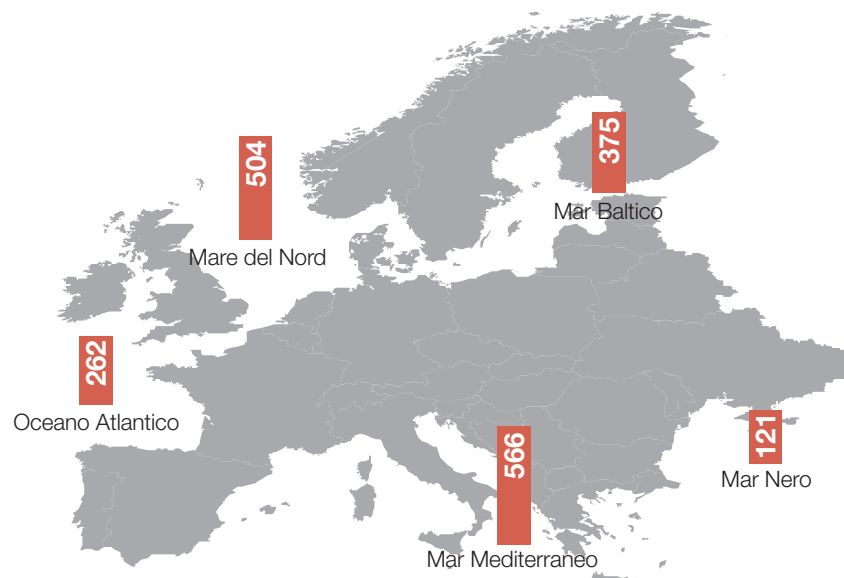 375
Mar Baltico
504
Mare del Nord
262
Oceano Atlantico
121
Mar Nero
566
Mar Mediterraneo